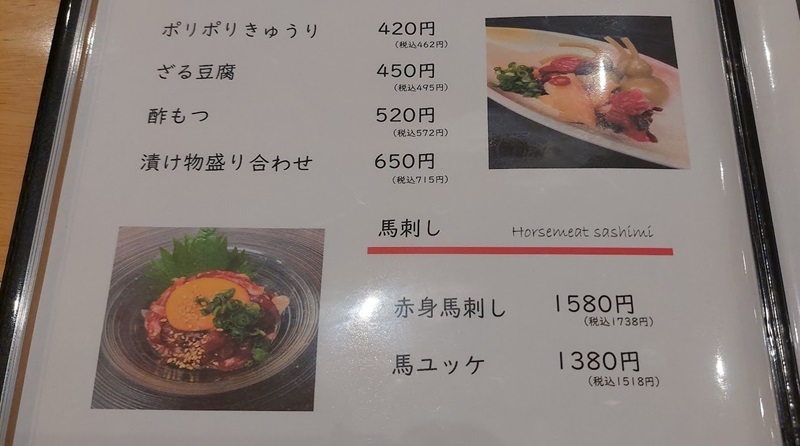 ポリポリきゅうり 420円
(税込462円)
ざる豆腐 450円
(税込495円)
酢もつ 520円
(税込572円)
漬け物盛り合わせ 650円
(税込715円)
馬刺し Horsemeat sashimi
赤身馬刺し 1580円
(税込1738円)
馬ユッケ 1380円
(税込1518円)